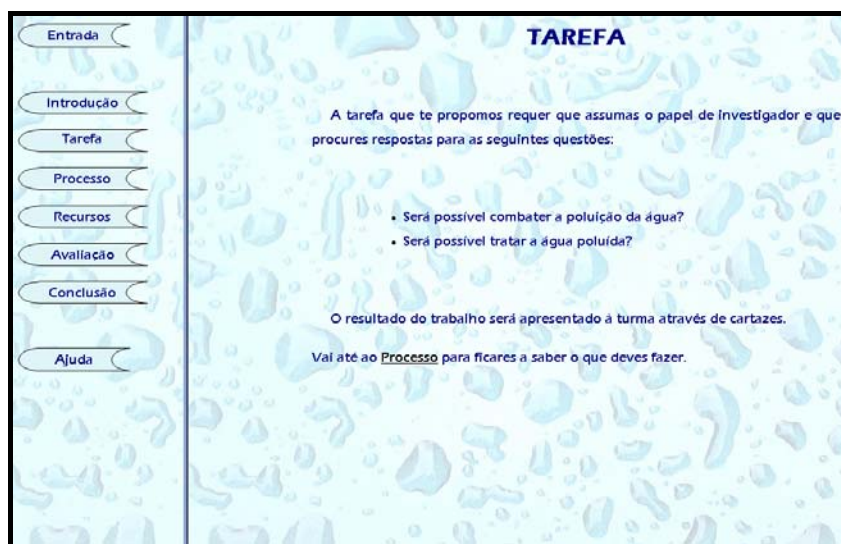 Entrada
Introdução
Tarefa
Processo
Recursos
Avaliação
Conclusão
Ajuda
TAREFA
A tarefa que te propomos requer que assumas o papel de investigador e que
procures respostas para as seguintes questões:
• Será possível combater a poluição da água?
• Será possível tratar a água poluída?
O resultado do trabalho será apresentado à turma através de cartazes.
Vai até ao Processo para ficares a saber o que deves fazer.